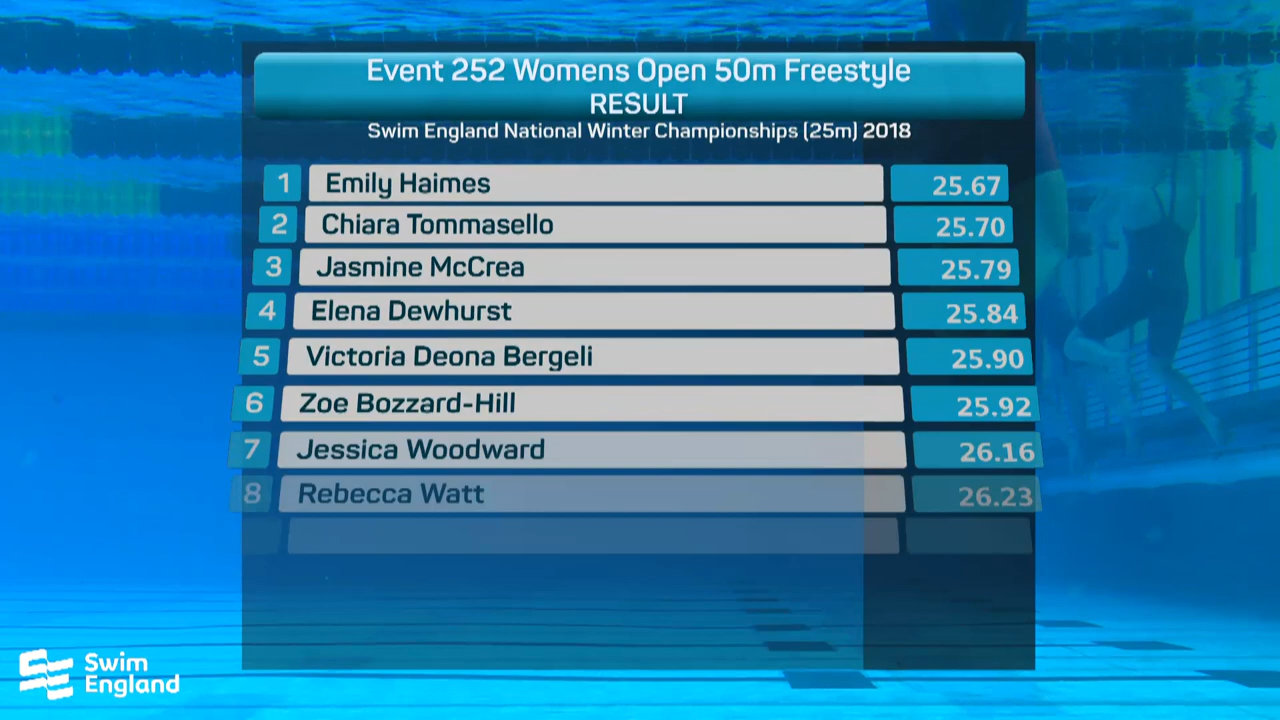 Event 252 Womens Open 50m Freestyle
RESULT
Swim England National Winter Championships (25m) 2018
1 Emily Haimes 25.67
2 Chiara Tommasello 25.70
3 Jasmine McCrea 25.79
4 Elena Dewhurst 25.84
5 Victoria Deona Bergeli 25.90
6 Zoe Bozzard-Hill 25.92
7 Jessica Woodward 26.16
8 Rebecca Watt 26.23
Swim
England